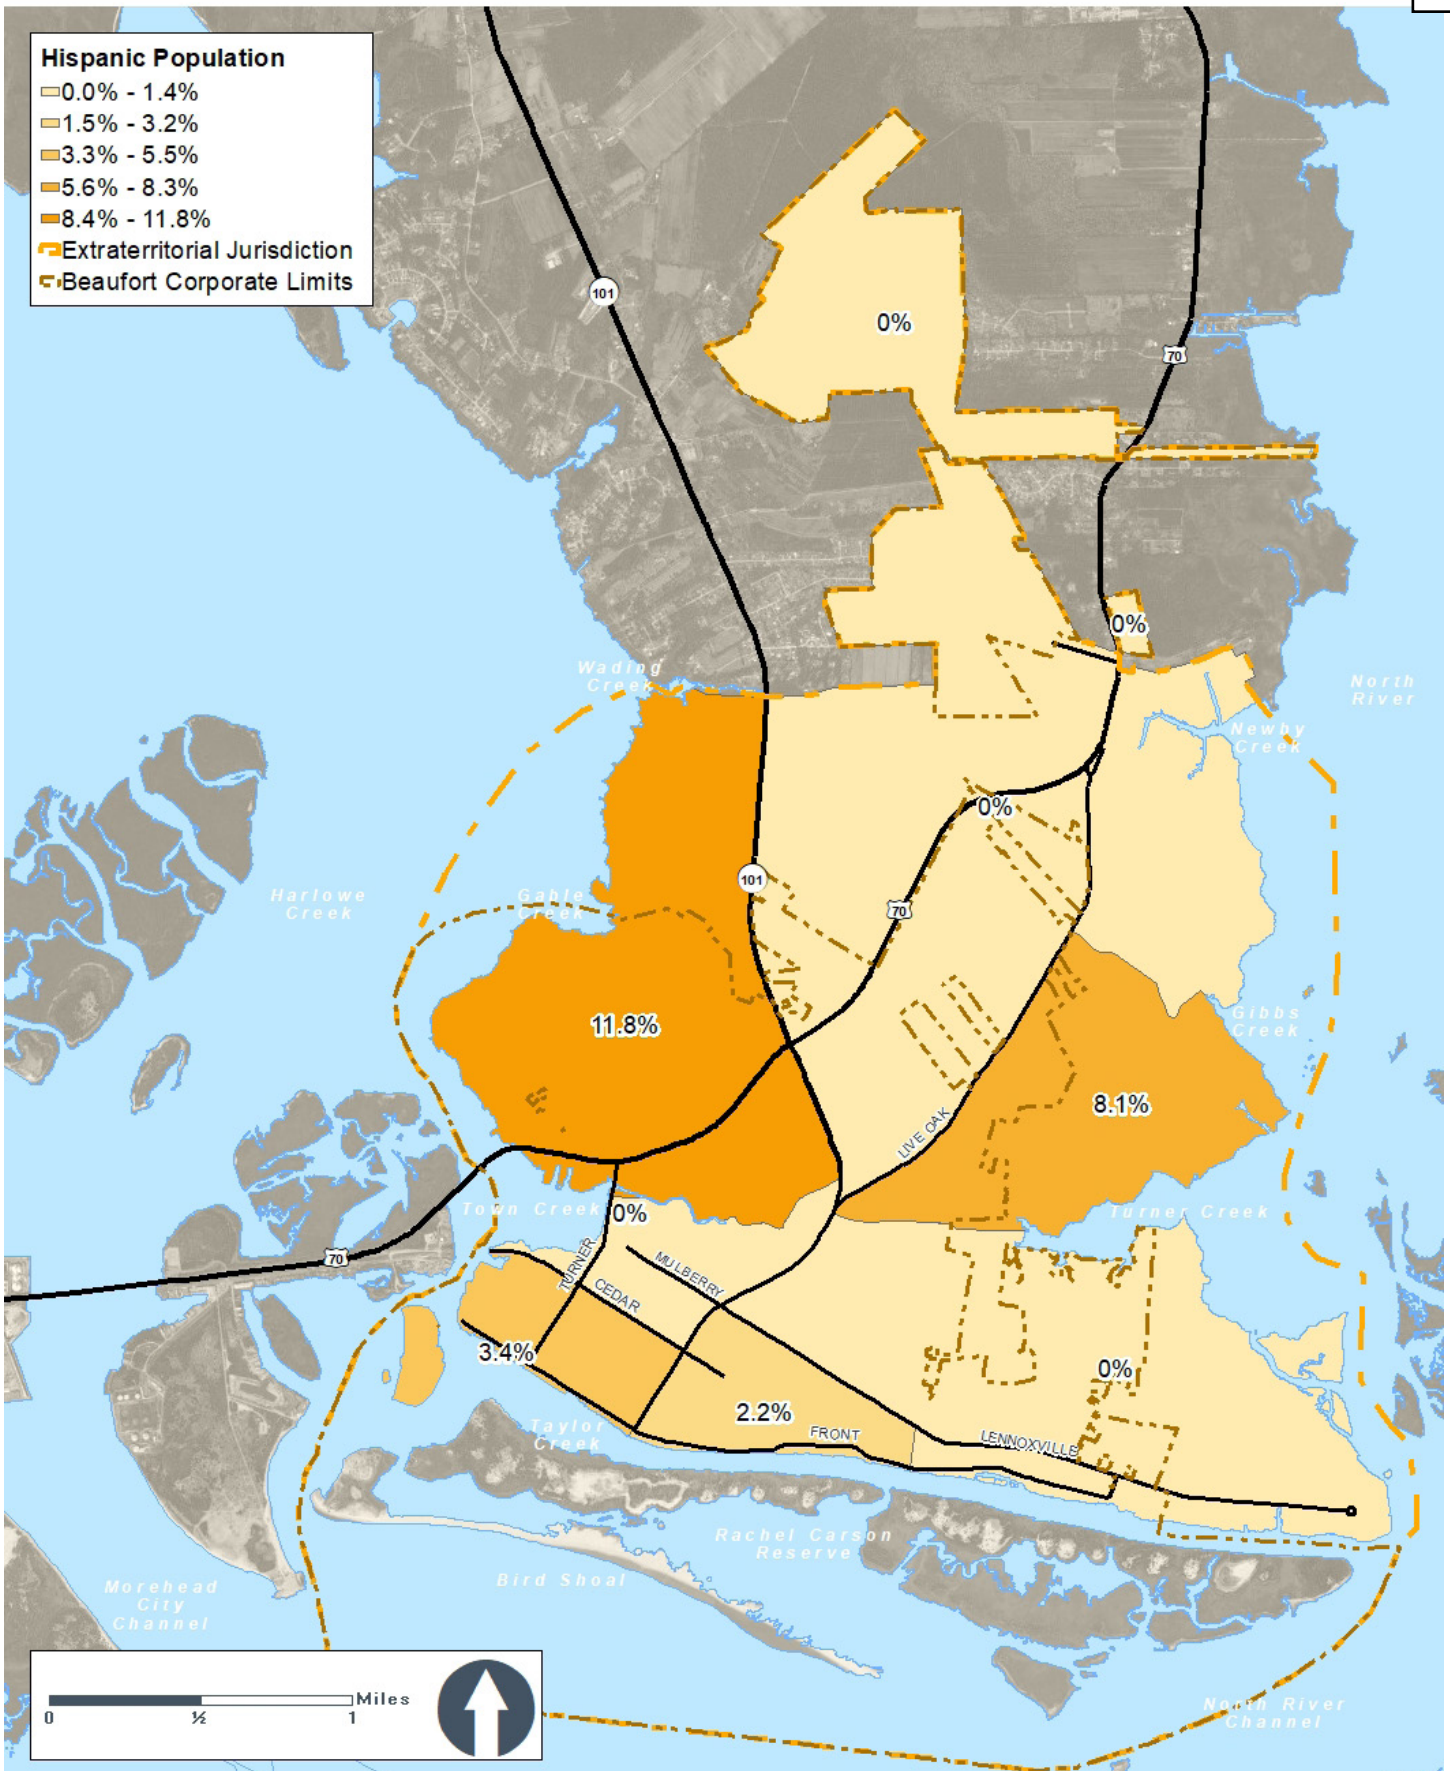 Hispanic Population
0.0% - 1.4%
1.5% - 3.2%
3.3% - 5.5%
5.6% - 8.3%
8.4% - 11.8%
Extraterritorial Jurisdiction
Beaufort Corporate Limits
101
0%
70
0%
Wading
Creek
North
River
Newby
Creek
0%
101
Harlowe
Creek
Gable
Creek
70
11.8%
Gibbs
Creek
8.1%
LIVE OAK
Town Creek
0%
Turner Creek
70
TURNER
MULBERRY
CEDAR
3.4%
0%
2.2%
Taylor
Creek
FRONT
LENNOXVILLE
Rachel Carson
Reserve
Bird Shoal
Morehead
City
Channel
North River
Channel
Miles
0
½
1